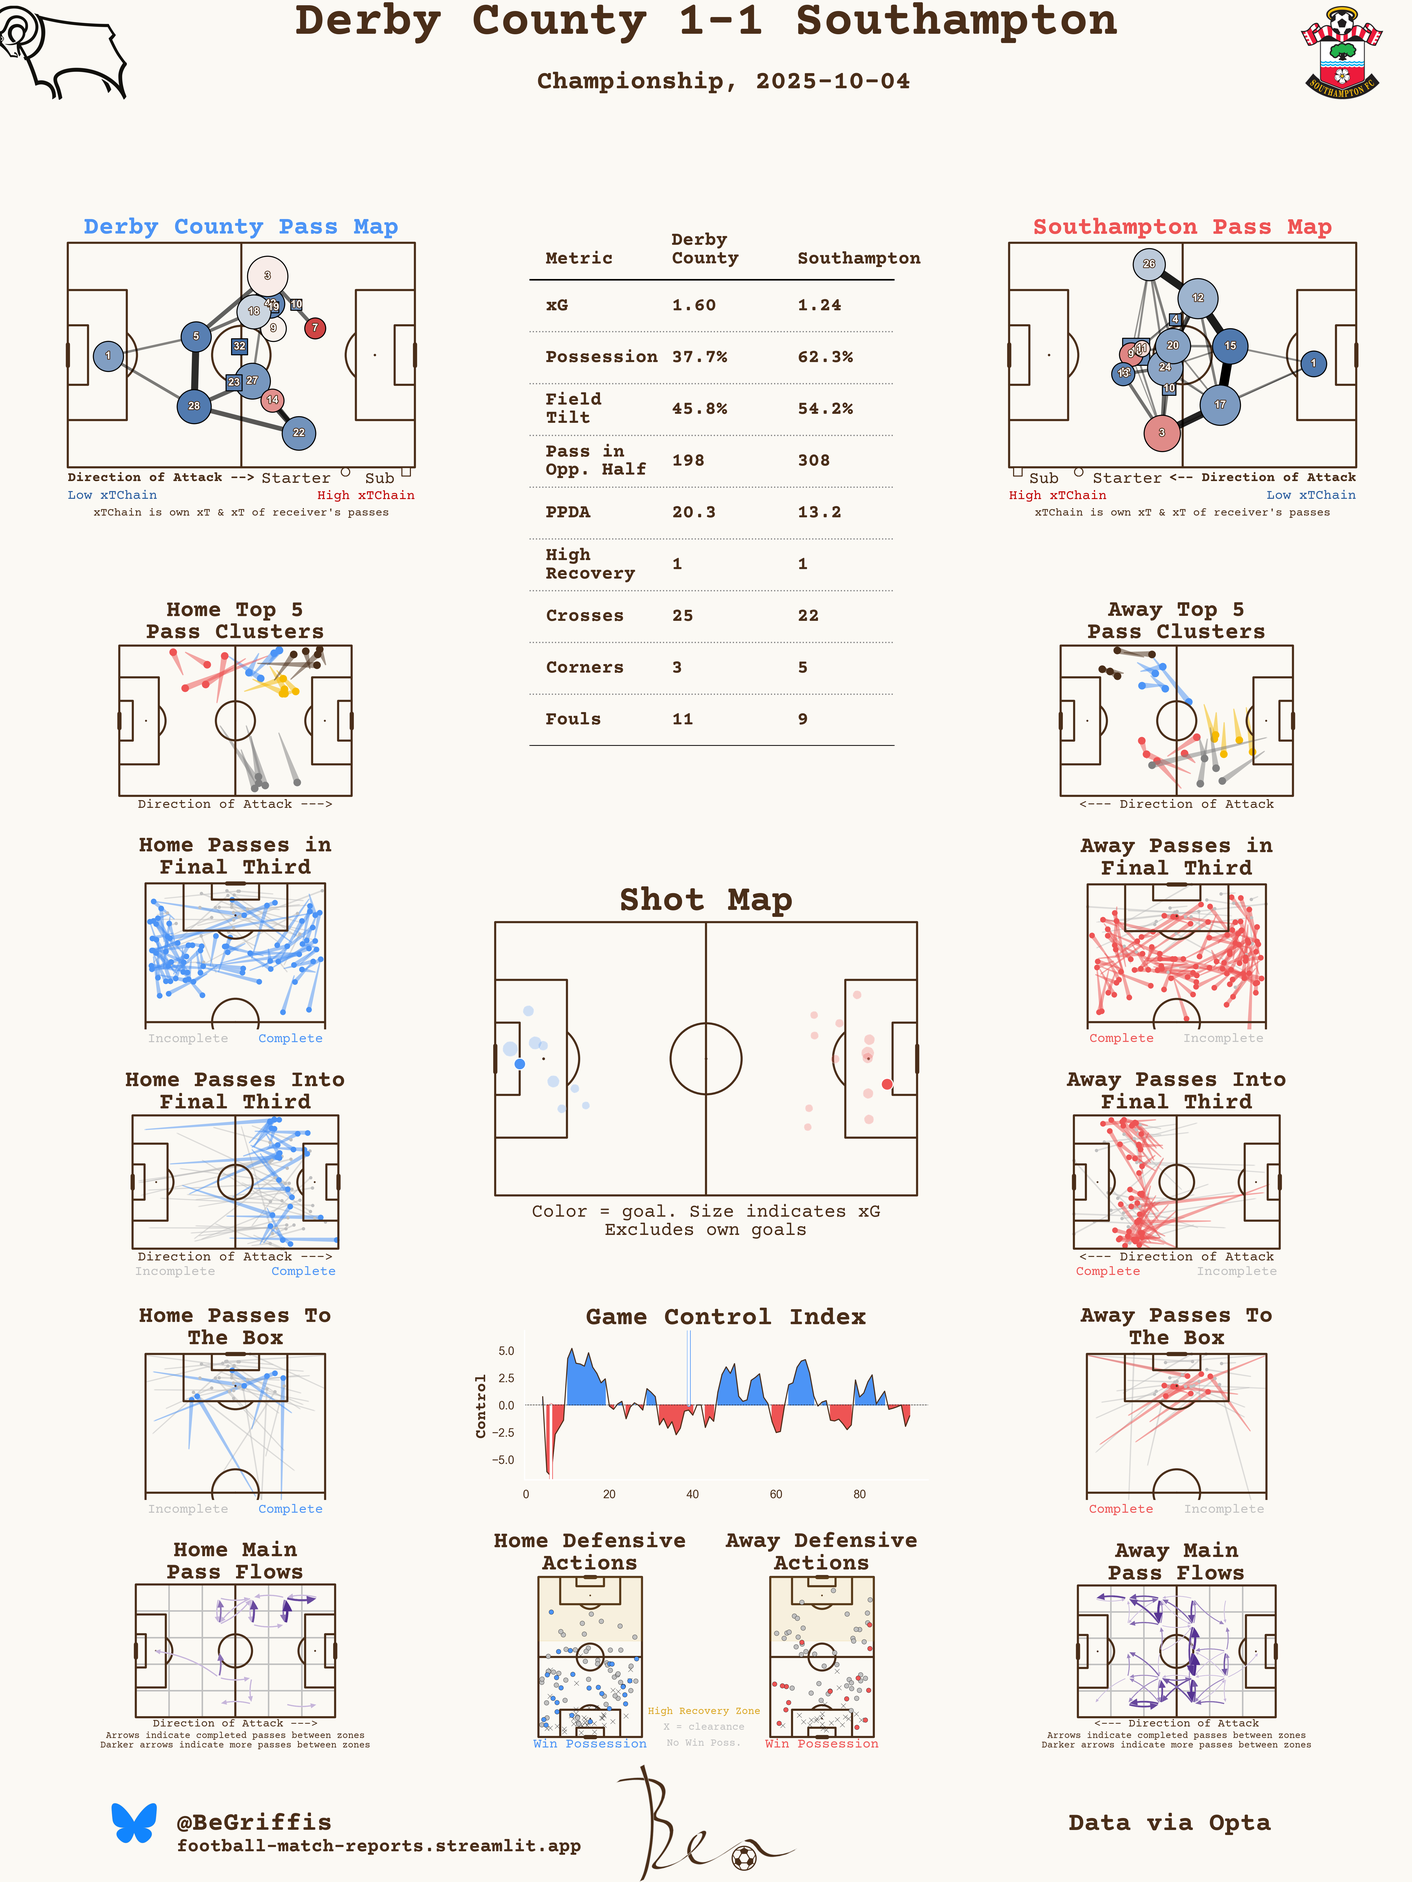 Derby County 1-1 Southampton
Championship, 2025-10-04
SOUTHAMPTON FC
Derby County Pass Map
3
18
19
10
9
7
5
1
32
27
23
14
28
22
Direction of Attack --> Starter Sub
Low xTChain High xTChain
xTChain is own xT & xT of receiver's passes
Metric Derby County Southampton
xG 1.60 1.24
Possession 37.7% 62.3%
Field Tilt 45.8% 54.2%
Pass in Opp. Half 198 308
PPDA 20.3 13.2
High Recovery 1 1
Crosses 25 22
Corners 3 5
Fouls 11 9
Southampton Pass Map
26
12
4
20
15
9
11
13
24
1
10
17
3
Sub Starter <-- Direction of Attack
High xTChain Low xTChain
xTChain is own xT & xT of receiver's passes
Home Top 5
Pass Clusters
Direction of Attack --->
Away Top 5
Pass Clusters
<--- Direction of Attack
Home Passes in
Final Third
Incomplete Complete
Away Passes in
Final Third
Complete Incomplete
Shot Map
Color = goal. Size indicates xG
Excludes own goals
Home Passes Into
Final Third
Direction of Attack --->
Incomplete Complete
Away Passes Into
Final Third
<--- Direction of Attack
Complete Incomplete
Home Passes To
The Box
Incomplete Complete
Game Control Index
Control
5.0
2.5
0.0
−2.5
−5.0
0 20 40 60 80
Away Passes To
The Box
Complete Incomplete
Home Main
Pass Flows
Direction of Attack --->
Arrows indicate completed passes between zones
Darker arrows indicate more passes between zones
Home Defensive
Actions
Win Possession
High Recovery Zone
X = clearance
No Win Poss.
Away Defensive
Actions
Win Possession
Away Main
Pass Flows
<--- Direction of Attack
Arrows indicate completed passes between zones
Darker arrows indicate more passes between zones
@BeGriffis
football-match-reports.streamlit.app
Ben
Data via Opta